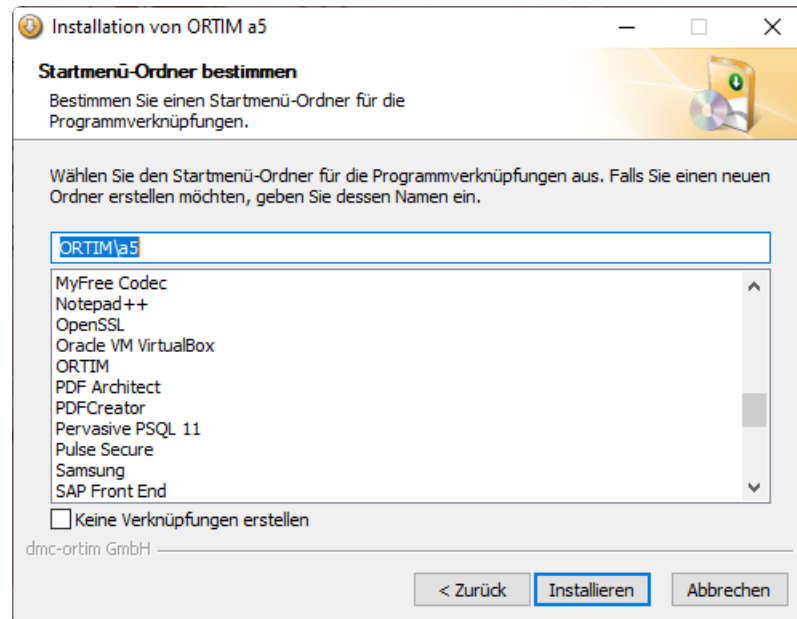 Installation von ORTIM a5
Startmenü-Ordner bestimmen
Bestimmen Sie einen Startmenü-Ordner für die
Programmverknüpfungen.
Wählen Sie den Startmenü-Ordner für die Programmverknüpfungen aus. Falls Sie einen neuen
Ordner erstellen möchten, geben Sie dessen Namen ein.
ORTIM\a5
MyFree Codec
Notepad++
OpenSSL
Oracle VM VirtualBox
ORTIM
PDF Architect
PDFCreator
Pervasive PSQL 11
Pulse Secure
Samsung
SAP Front End
Keine Verknüpfungen erstellen
dmc-ortim GmbH
< Zurück Installieren Abbrechen